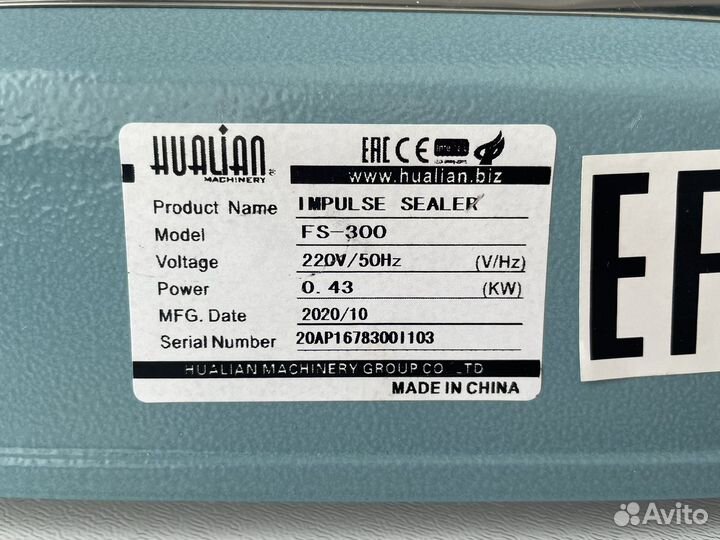 HUALIAN
MACHINERY
EAC CE
www.hualian.biz
Product Name IMPULSE SEALER
Model FS-300
Voltage 220V/50Hz (V/Hz)
Power 0.43 (KW)
MFG. Date 2020/10
Serial Number 20AP16783001103
HUALIAN MACHINERY GROUP CO LTD
MADE IN CHINA
Avito